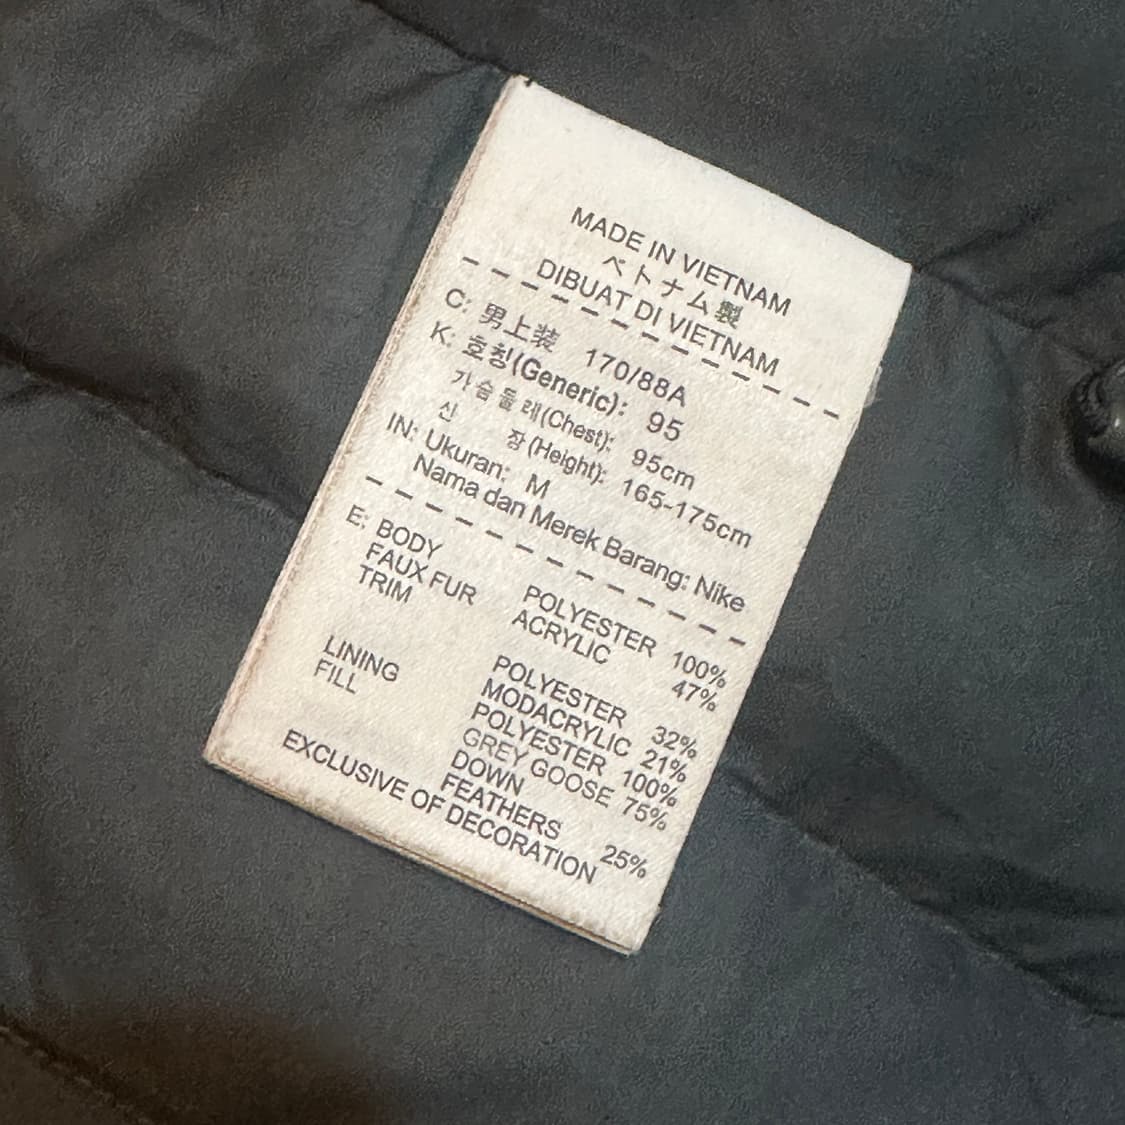 MADE IN VIETNAM
ベトナム製
DIBUAT DI VIETNAM
C: 男上装 170/88A
K: 호칭(Generic): 95
가슴둘레(Chest): 95cm
신 장(Height): 165-175cm
IN: Ukuran: M
Nama dan Merek Barang: Nike
E: BODY POLYESTER 100%
FAUX FUR ACRYLIC 47%
TRIM
POLYESTER 32%
MODACRYLIC 21%
LINING POLYESTER 100%
FILL GREY GOOSE 75%
DOWN
FEATHERS 25%
EXCLUSIVE OF DECORATION